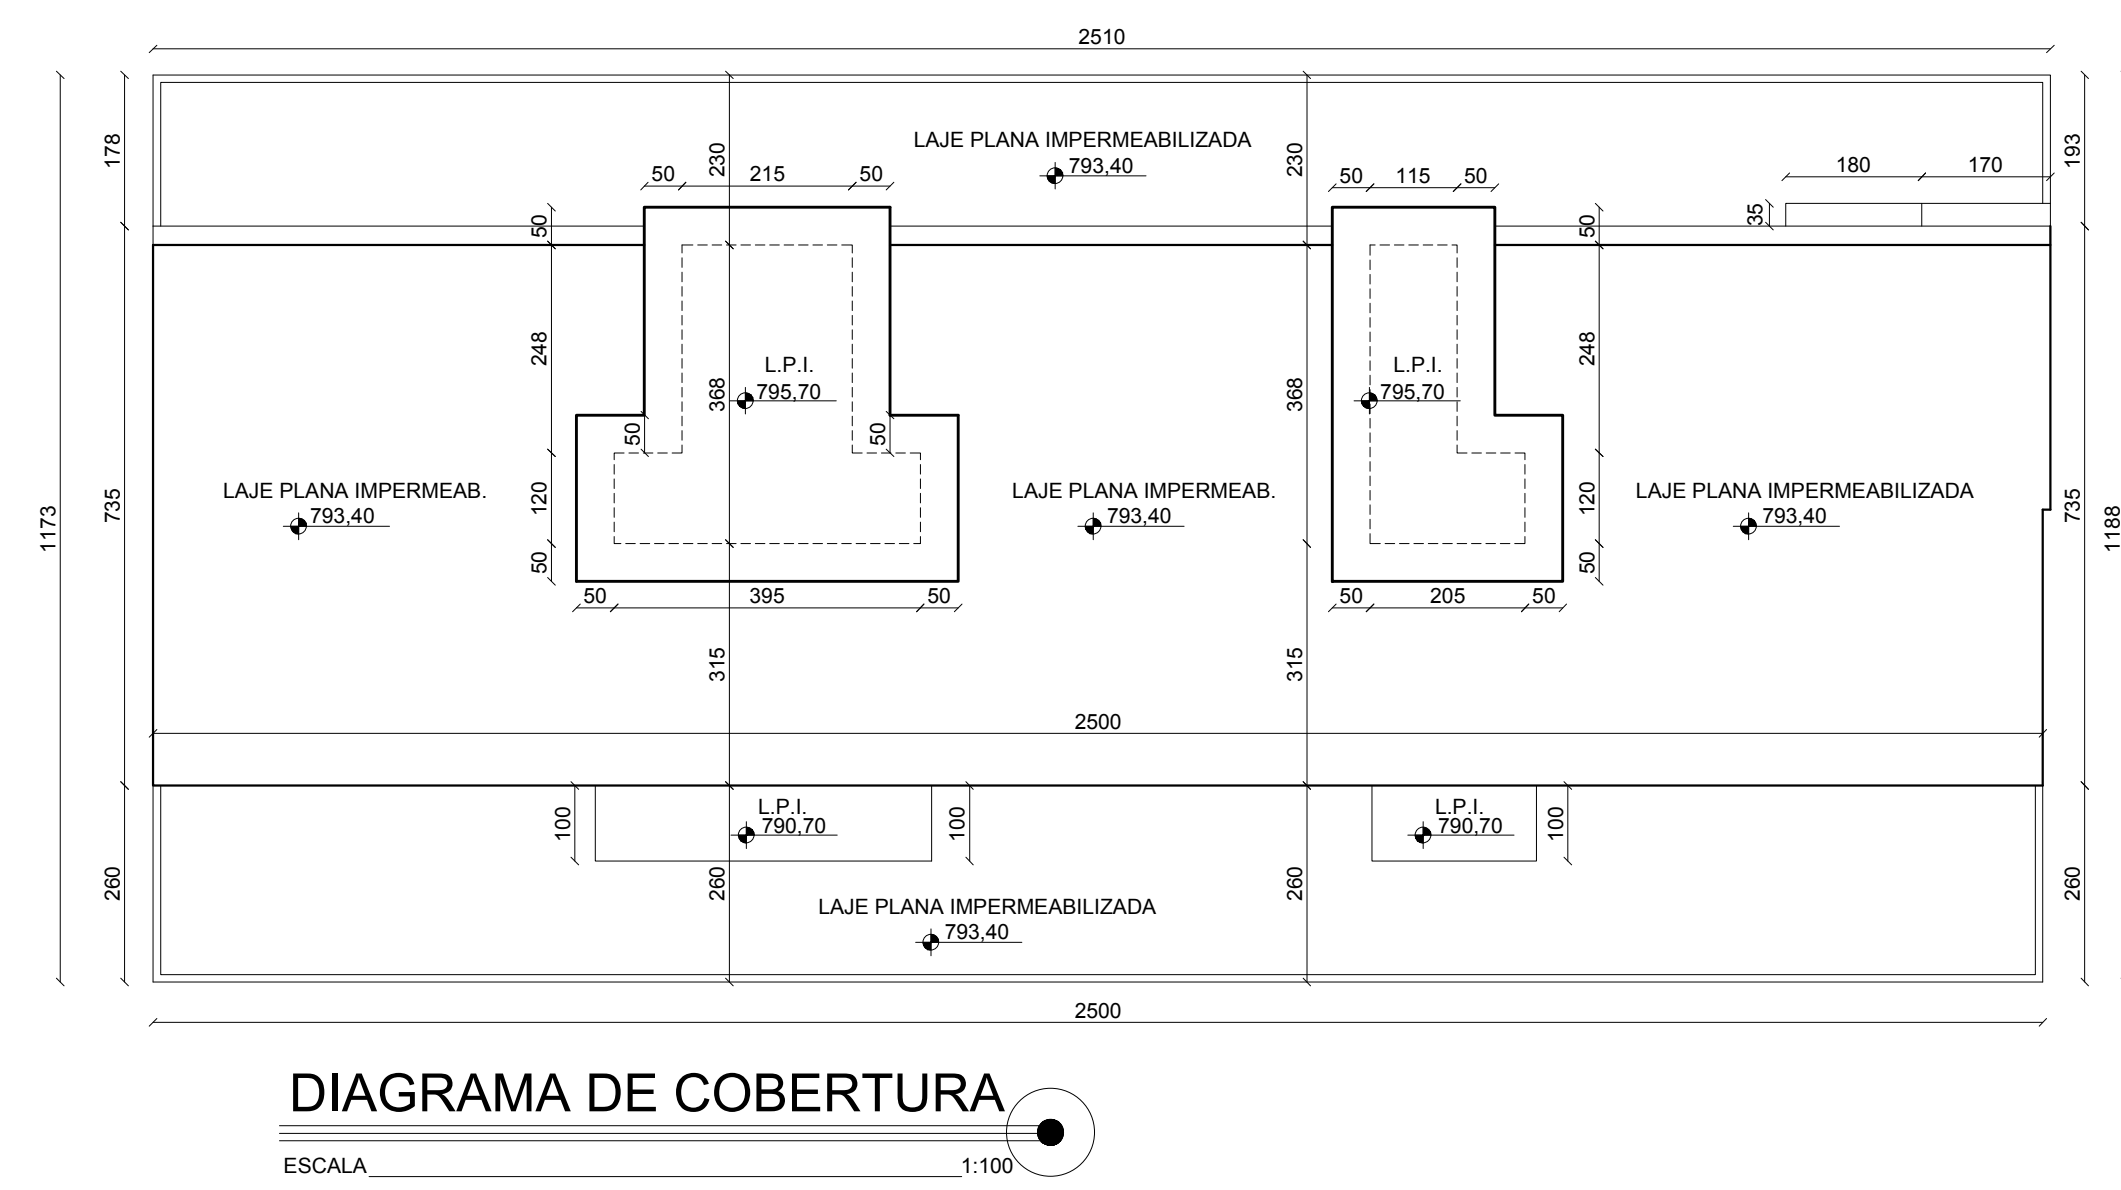 2510
178
230
LAJE PLANA IMPERMEABILIZADA
793,40
230
193
50 215 50
50 115 50
180 170
35
50
50
248
368
L.P.I.
795,70
368
L.P.I.
795,70
248
50
50
1173
735
LAJE PLANA IMPERMEAB.
793,40
120
LAJE PLANA IMPERMEAB.
793,40
120
LAJE PLANA IMPERMEABILIZADA
793,40
735
1188
50
50
50 395 50
50 205 50
315
315
2500
100
L.P.I.
790,70
100
L.P.I.
790,70
100
260
260
260
260
LAJE PLANA IMPERMEABILIZADA
793,40
2500
DIAGRAMA DE COBERTURA
ESCALA 1:100